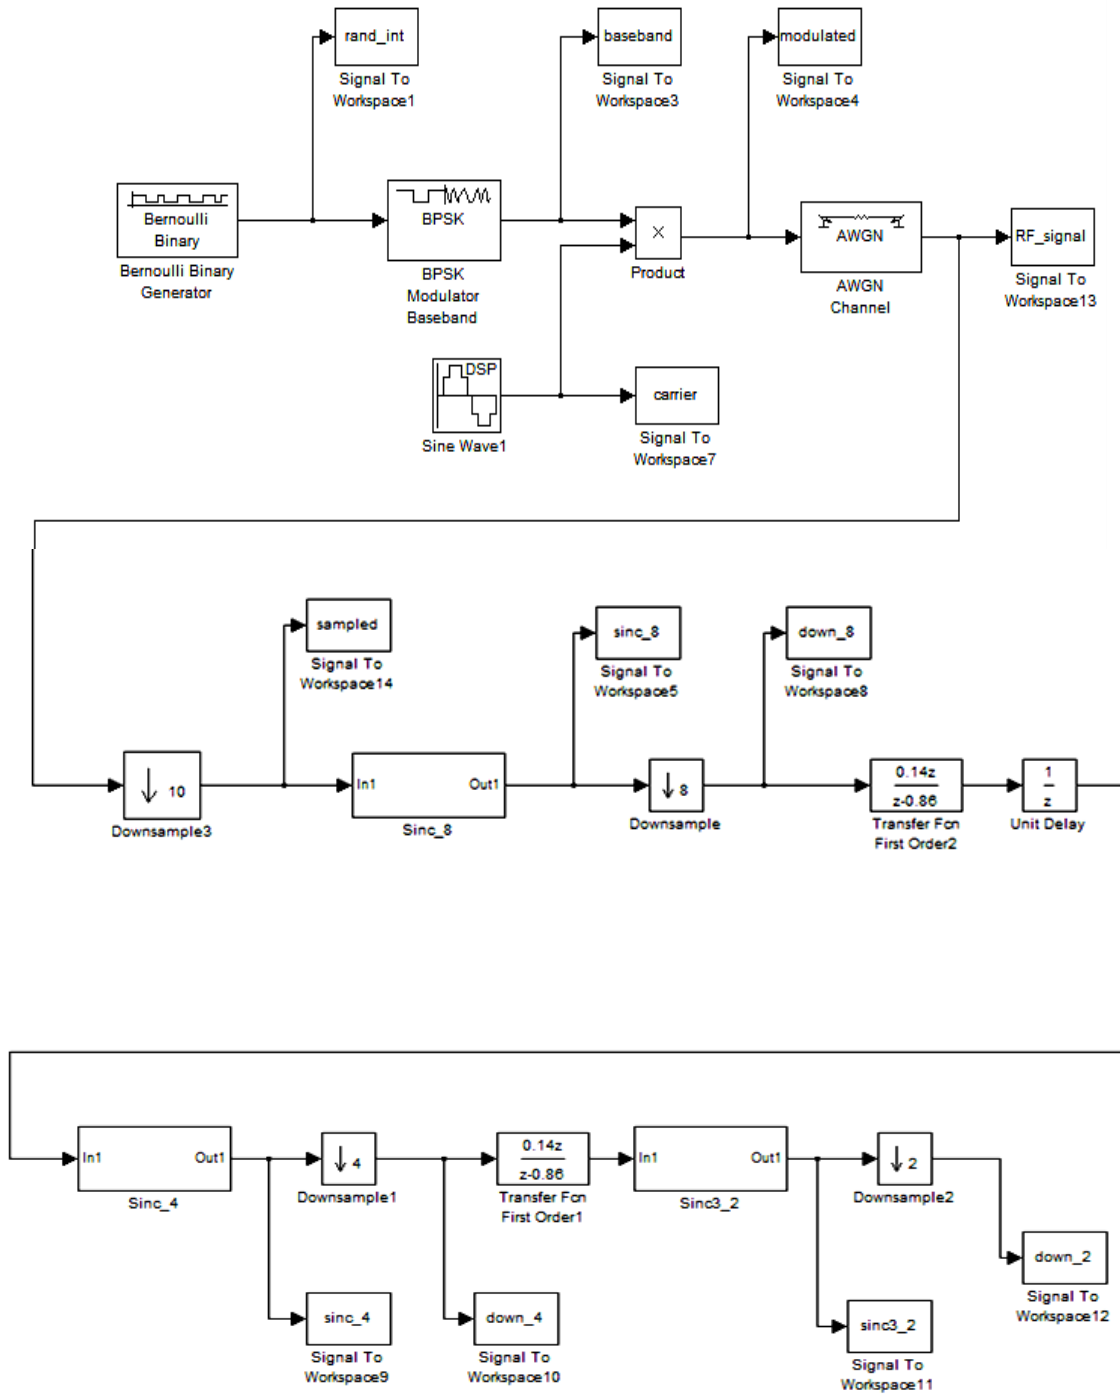 rand_int
Signal To
Workspace1
baseband
Signal To
Workspace3
modulated
Signal To
Workspace4
Bernoulli
Binary
Bernoulli Binary
Generator
BPSK
BPSK
Modulator
Baseband
X
Product
AWGN
AWGN
Channel
RF_signal
Signal To
Workspace13
DSP
Sine Wave1
carrier
Signal To
Workspace7
sampled
Signal To
Workspace14
sinc_8
Signal To
Workspace5
down_8
Signal To
Workspace8
10
Downsample3
In1 Out1
Sinc_8
8
Downsample
0.14z
z-0.86
Transfer Fcn
First Order2
1
z
Unit Delay
In1 Out1
Sinc_4
4
Downsample1
0.14z
z-0.86
Transfer Fcn
First Order1
In1 Out1
Sinc3_2
2
Downsample2
down_2
Signal To
Workspace12
sinc_4
Signal To
Workspace9
down_4
Signal To
Workspace10
sinc3_2
Signal To
Workspace11